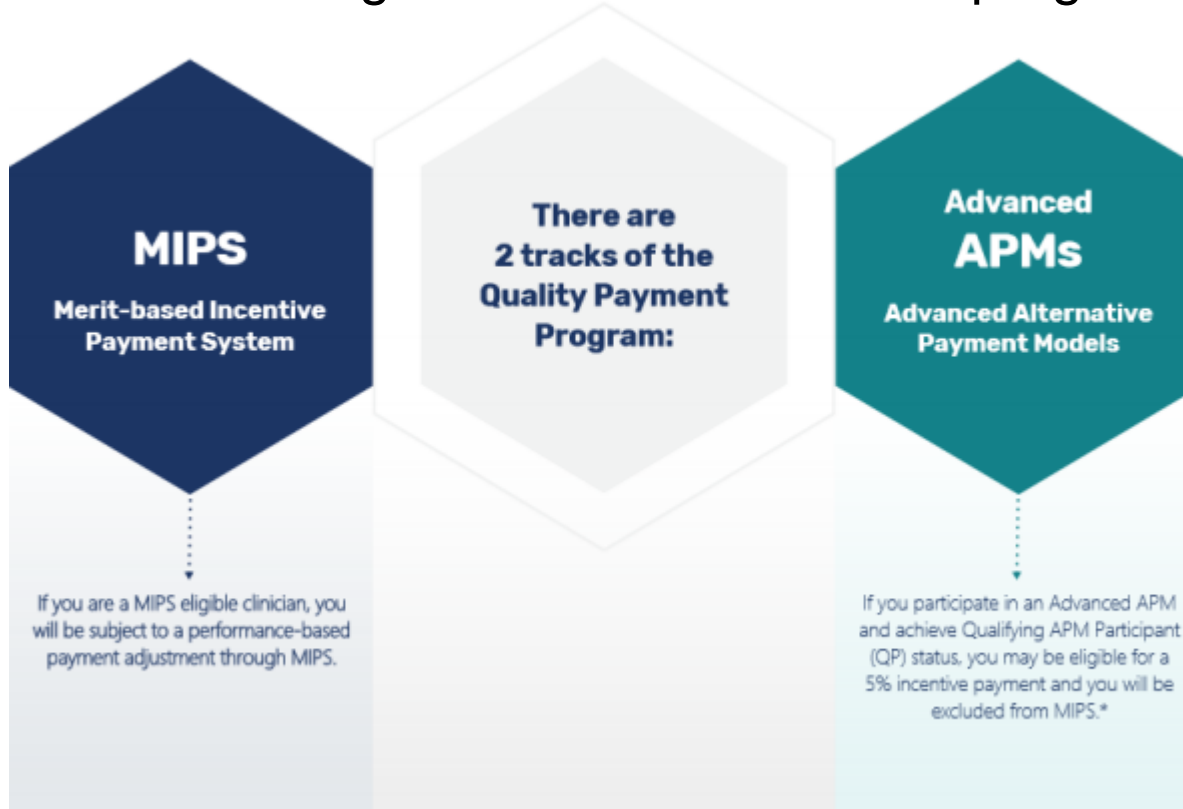 MIPS
Merit-based Incentive
Payment System
If you are a MIPS eligible clinician, you
will be subject to a performance-based
payment adjustment through MIPS.
There are
2 tracks of the
Quality Payment
Program:
Advanced
APMs
Advanced Alternative
Payment Models
If you participate in an Advanced APM
and achieve Qualifying APM Participant
(QP) status, you may be eligible for a
5% incentive payment and you will be
excluded from MIPS.*